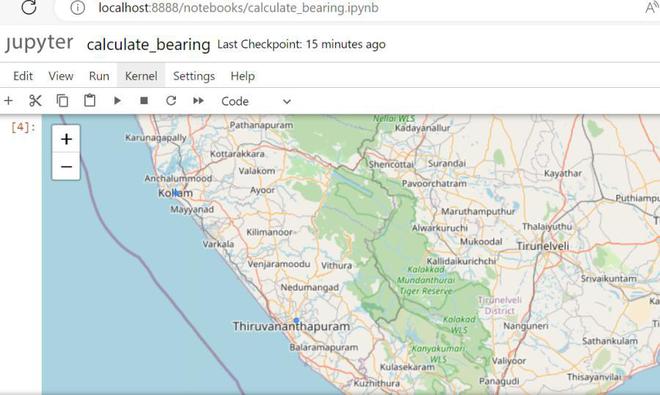 localhost:8888/notebooks/calculate_bearing.ipynb
A
jupyter calculate_bearing Last Checkpoint: 15 minutes ago
Edit View Run Kernel Settings Help
+ Code
[4]:
+
−
Nellai WLS
Pathanapuram Kadayanallur
Karunagapally
Kottarakkara Shencottai Surandai
Valakom Kayathar
Anchalummood Ayoor Pavoorchatram
Kollam
Mayyanad Maruthamputhur
Alwarkuruchi Thalaiyuthu
Kilimanoor Mukoodal
Varkala Tirunelveli
Kallidaikurichchi
Venjaramoodu Vithura
Kalakkad
Mundanthurai
Tiger Reserve
Srivaikuntam
Nedumangad
Tirunelveli
District
Thiruvananthapuram
Kalakad
WLS
Nanguneri
Sathankulam
Balaramapuram
Kanyakumari
WLS
Valiyoor
Kulasekaram
Kuzhithura Panagudi Thisayanvilai